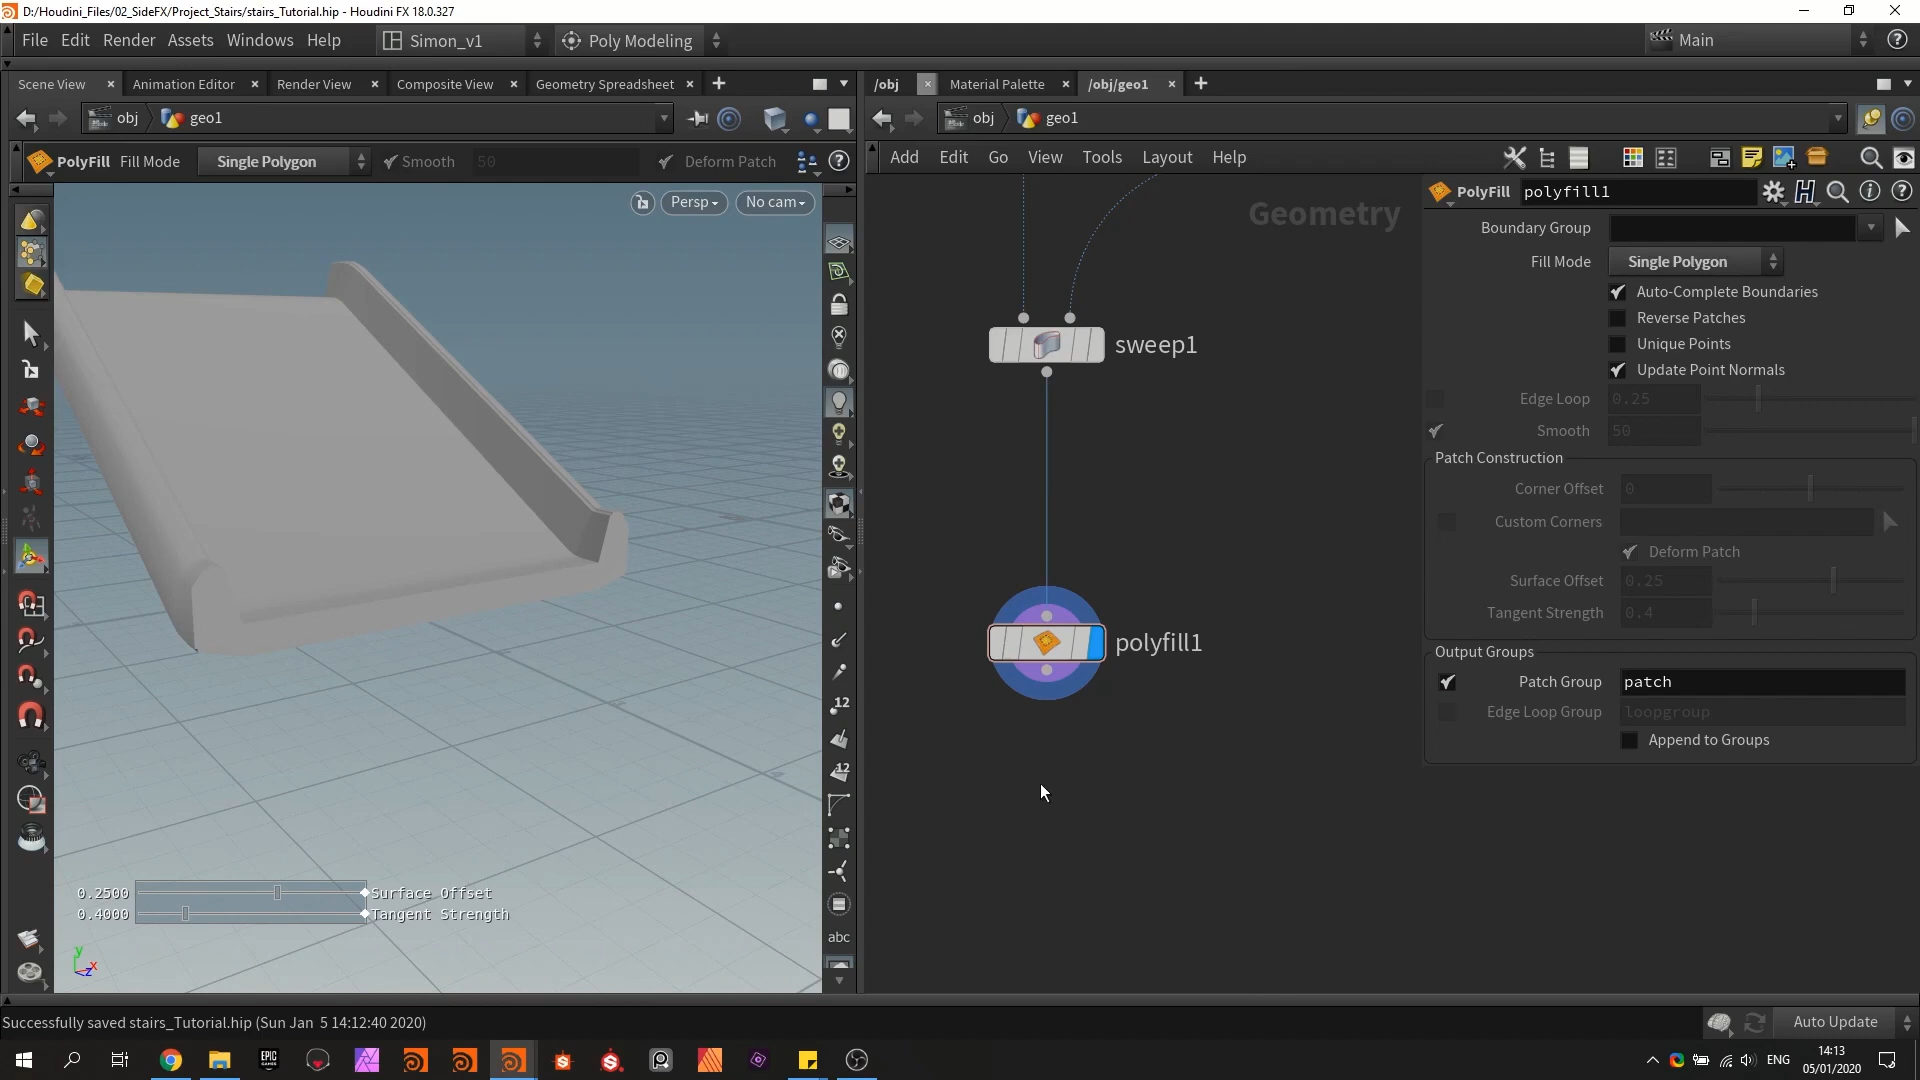 D:/Houdini_Files/02_SideFX/Project_Stairs/stairs_Tutorial.hip - Houdini FX 18.0.327
File Edit Render Assets Windows Help Simon_v1 Poly Modeling Main
Scene View Animation Editor Render View Composite View Geometry Spreadsheet /obj Material Palette /obj/geo1
obj geo1 obj geo1
PolyFill Fill Mode Single Polygon Smooth 50 Deform Patch Add Edit Go View Tools Layout Help
Persp No cam
Geometry
PolyFill polyfill1
Boundary Group
Fill Mode Single Polygon
Auto-Complete Boundaries
Reverse Patches
Unique Points
Update Point Normals
Edge Loop 0.25
Smooth 50
Patch Construction
Corner Offset 0
Custom Corners
Deform Patch
Surface Offset 0.25
Tangent Strength 0.4
Output Groups
Patch Group patch
Edge Loop Group loopgroup
Append to Groups
sweep1
polyfill1
12
12
abc
0.2500 Surface Offset
0.4000 Tangent Strength
y
x
z
Successfully saved stairs_Tutorial.hip (Sun Jan 5 14:12:40 2020)
Auto Update
EPIC GAMES
ENG
14:13
05/01/2020